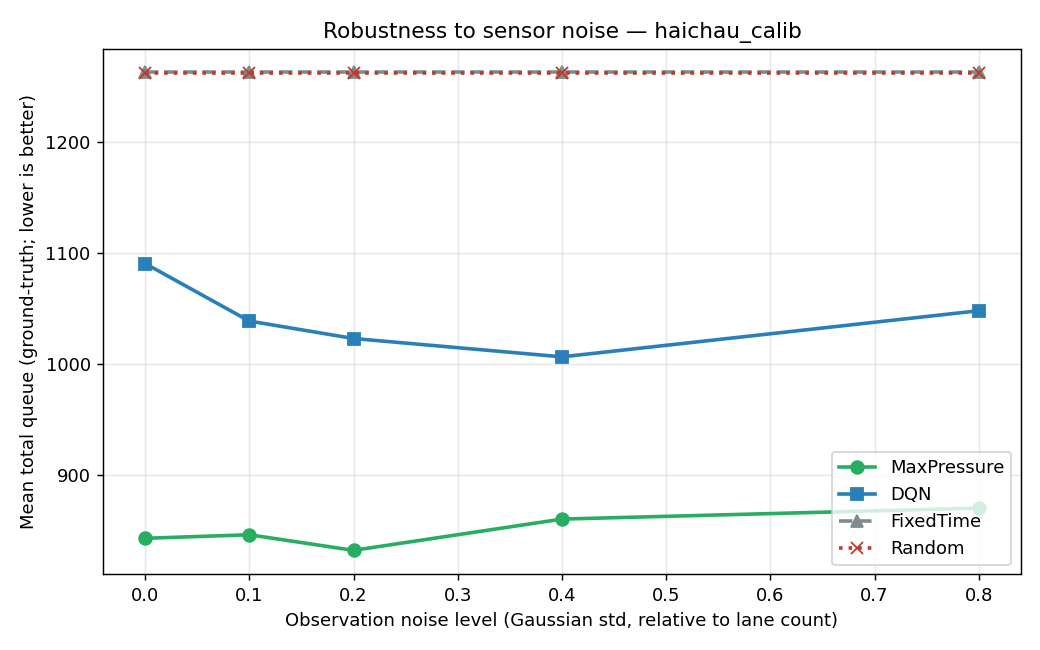 Robustness to sensor noise — haichau_calib
Mean total queue (ground-truth; lower is better)
1200
1100
1000
900
MaxPressure
DQN
FixedTime
Random
0.0 0.1 0.2 0.3 0.4 0.5 0.6 0.7 0.8
Observation noise level (Gaussian std, relative to lane count)